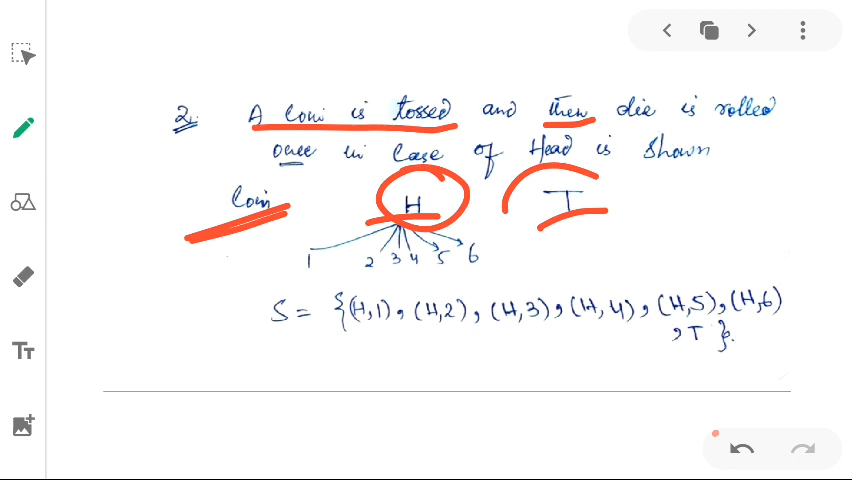 2. A Coin is tossed and then die is rolled
once in Case of Head is shown
Coin H T
1 2 3 4 5 6
S = {(H,1), (H,2), (H,3), (H,4), (H,5), (H,6)
, T }.
Tt